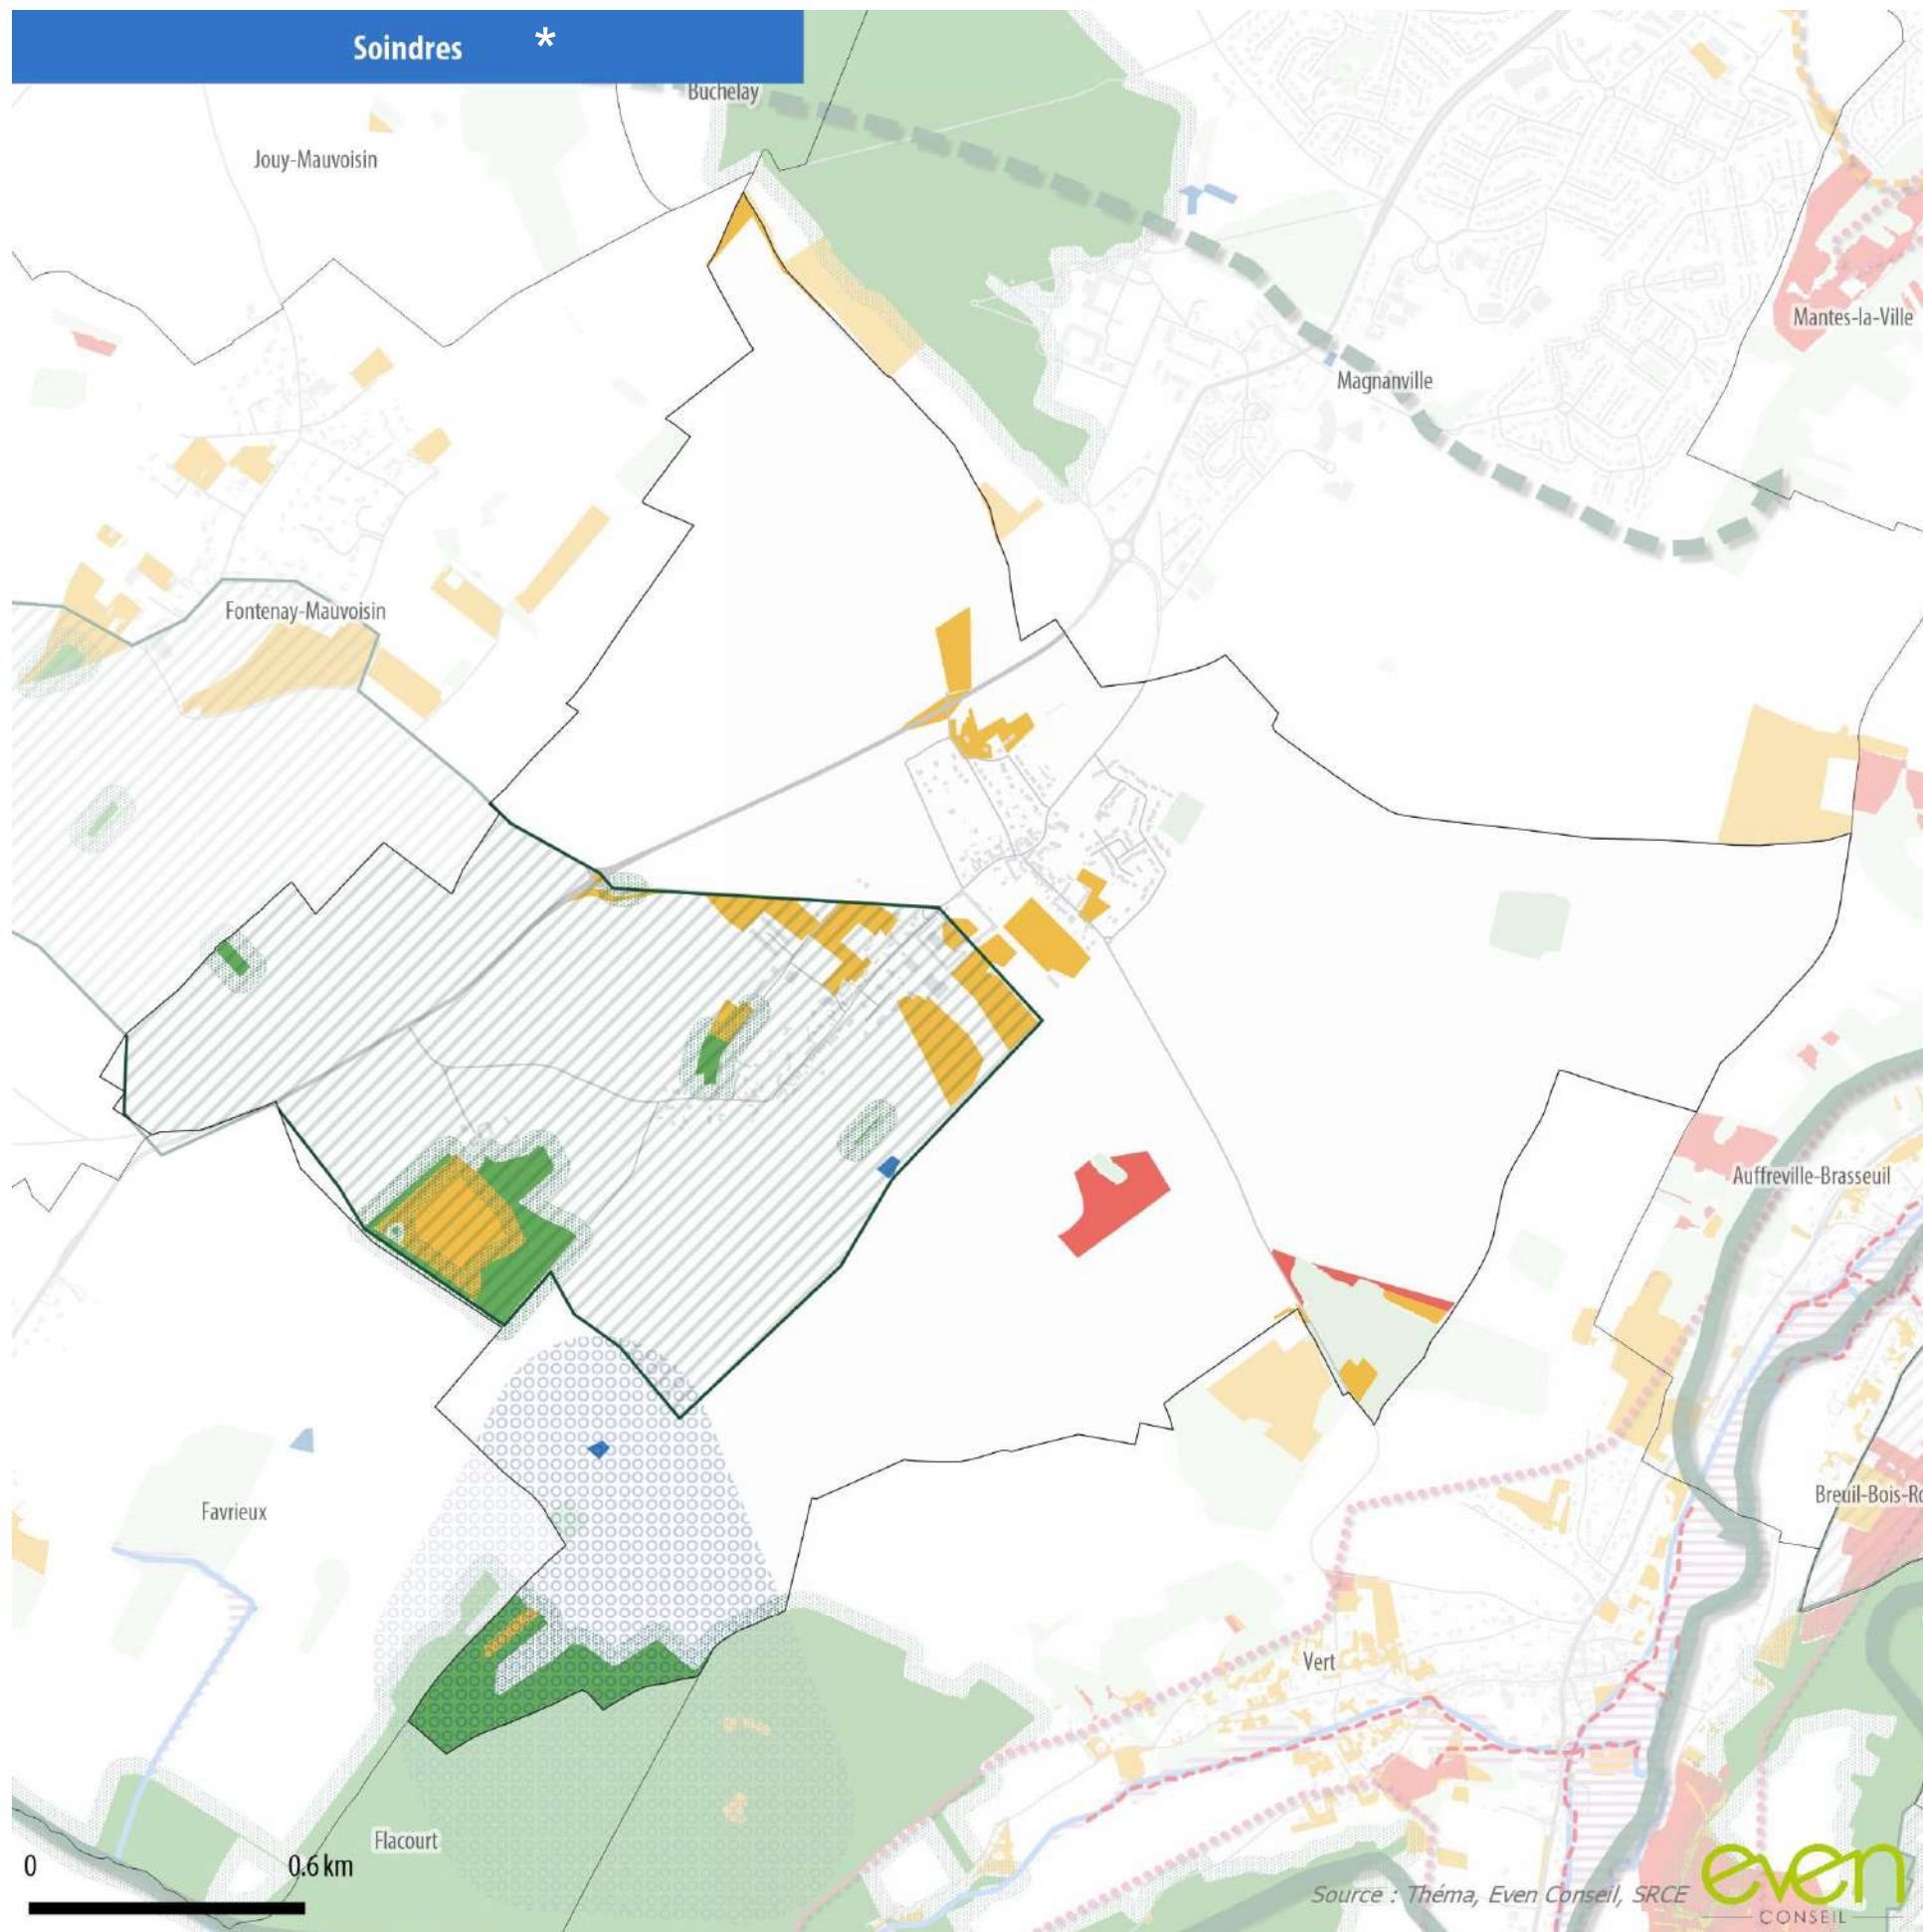 Soindres *
Buchelay
Jouy-Mauvoisin
Mantes-la-Ville
Magnanville
Fontenay-Mauvoisin
Auffreville-Brasseuil
Breuil-Bois-Ro
Favrieux
Vert
Flacourt
0 0.6 km
Source : Théma, Even Conseil, SRCE
even
CONSEIL